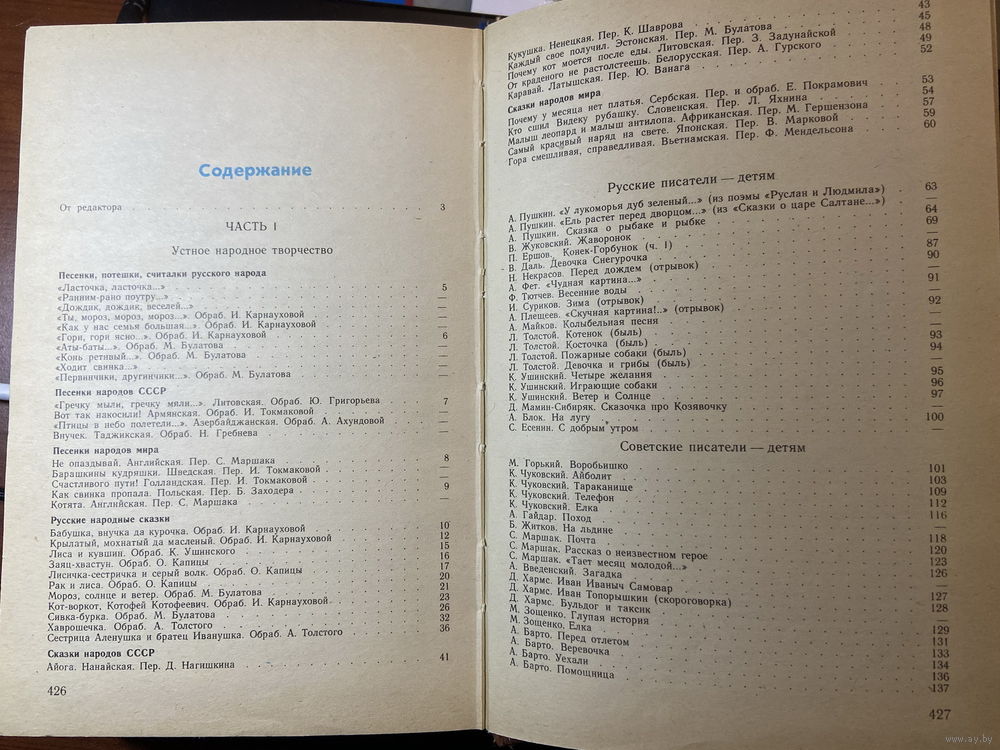 Содержание
От редактора 3
ЧАСТЬ I
Устное народное творчество
Песенки, потешки, считалки русского народа
«Ласточка, ласточка...» 5
«Ранним-рано поутру...» —
«Дождик, дождик, веселей...» —
«Ты, мороз, мороз, мороз...». Обраб. И. Карнауховой —
«Как у нас семья большая...». Обраб. И. Карнауховой —
«Гори, гори ясно...». Обраб. И. Карнауховой 6
«Аты-баты...». Обраб. М. Булатова —
«Конь ретивый...». Обраб. М. Булатова —
«Ходит свинка...» —
«Первинчики, другинчики...». Обраб. М. Булатова —
Песенки народов СССР
«Гречку мыли, гречку мяли...». Литовская. Обраб. Ю. Григорьева 7
Вот так накосили! Армянская. Обраб. И. Токмаковой —
«Птицы в небо полетели...». Азербайджанская. Обраб. А. Ахундовой —
Внучек. Таджикская. Обраб. Н. Гребнева —
Песенки народов мира
Не опаздывай. Английская. Пер. С. Маршака 8
Барашкины кудряшки. Шведская. Пер. И. Токмаковой —
Счастливого пути! Голландская. Пер. И. Токмаковой —
Как свинка пропала. Польская. Пер. Б. Заходера 9
Котята. Английская. Пер. С. Маршака —
Русские народные сказки
Бабушка, внучка да курочка. Обраб. И. Карнауховой 10
Крылатый, мохнатый да масленый. Обраб. И. Карнауховой 12
Лиса и кувшин. Обраб. К. Ушинского 15
Заяц-хвастун. Обраб. О. Капицы 16
Лисичка-сестричка и серый волк. Обраб. О. Капицы 17
Рак и лиса. Обраб. О. Капицы 20
Мороз, солнце и ветер. Обраб. М. Булатова 21
Кот-воркот, Котофей Котофеевич. Обраб. И. Карнауховой 23
Сивка-бурка. Обраб. М. Булатова 26
Хаврошечка. Обраб. А. Толстого 32
Сестрица Аленушка и братец Иванушка. Обраб. А. Толстого 36
Сказки народов СССР
Айога. Нанайская. Пер. Д. Нагишкина 41
426
Кукушка. Ненецкая. Пер. К. Шаврова 43
Каждый свое получил. Эстонская. Пер. М. Булатова 45
Почему кот моется после еды. Литовская. Пер. З. Задунайской 48
От краденого не растолстеешь. Белорусская. Пер. А. Гурского 49
Каравай. Латышская. Пер. Ю. Ванага 52
Сказки народов мира
Почему у месяца нет платья. Сербская. Пер. и обраб. Е. Покрамович 53
Кто сшил Видеку рубашку. Словенская. Пер. Л. Яхнина 54
Малыш леопард и малыш антилопа. Африканская. Пер. М. Гершензона 57
Самый красивый наряд на свете. Японская. Пер. В. Марковой 59
Гора смешливая, справедливая. Вьетнамская. Пер. Ф. Мендельсона 60
Русские писатели — детям
А. Пушкин. «У лукоморья дуб зеленый...» (из поэмы «Руслан и Людмила») 63
А. Пушкин. «Ель растет перед дворцом...» (из «Сказки о царе Салтане...») 64
А. Пушкин. Сказка о рыбаке и рыбке 69
В. Жуковский. Жаворонок —
П. Ершов. Конек-Горбунок (ч. I) 87
В. Даль. Девочка Снегурочка 90
Н. Некрасов. Перед дождем (отрывок) —
А. Фет. «Чудная картина...» 91
Ф. Тютчев. Весенние воды —
И. Суриков. Зима (отрывок) 92
А. Плещеев. «Скучная картина!..» (отрывок) —
А. Майков. Колыбельная песня —
Л. Толстой. Котенок (быль) 93
Л. Толстой. Косточка (быль) 94
Л. Толстой. Пожарные собаки (быль) —
Л. Толстой. Девочка и грибы (быль) 95
К. Ушинский. Четыре желания 96
К. Ушинский. Играющие собаки 97
К. Ушинский. Ветер и Солнце —
Д. Мамин-Сибиряк. Сказочка про Козявочку 100
А. Блок. На лугу —
С. Есенин. С добрым утром
Советские писатели — детям
М. Горький. Воробьишко 101
К. Чуковский. Айболит 103
К. Чуковский. Тараканище 109
К. Чуковский. Телефон 112
К. Чуковский. Елка 116
А. Гайдар. Поход —
Б. Житков. На льдине 118
С. Маршак. Почта 120
С. Маршак. Рассказ о неизвестном герое 123
С. Маршак. «Тает месяц молодой...» 126
А. Введенский. Загадка —
Д. Хармс. Иван Иваныч Самовар 127
Д. Хармс. Иван Топорышкин (скороговорка) 128
Д. Хармс. Бульдог и таксик —
М. Зощенко. Глупая история 129
М. Зощенко. Елка 131
А. Барто. Перед отлетом 133
А. Барто. Веревочка 134
А. Барто. Уехали 136
А. Барто. Помощница 137
427
www.ay.by